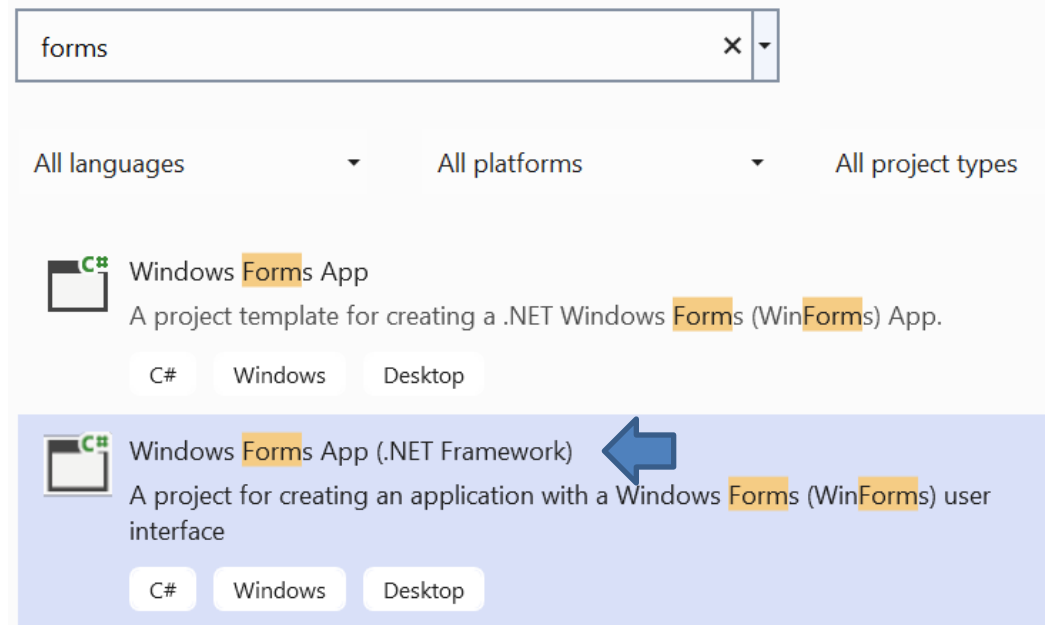 forms
All languages
All platforms
All project types
C#
Windows Forms App
A project template for creating a .NET Windows Forms (WinForms) App.
C#
Windows
Desktop
C#
Windows Forms App (.NET Framework)
A project for creating an application with a Windows Forms (WinForms) user
interface
C#
Windows
Desktop